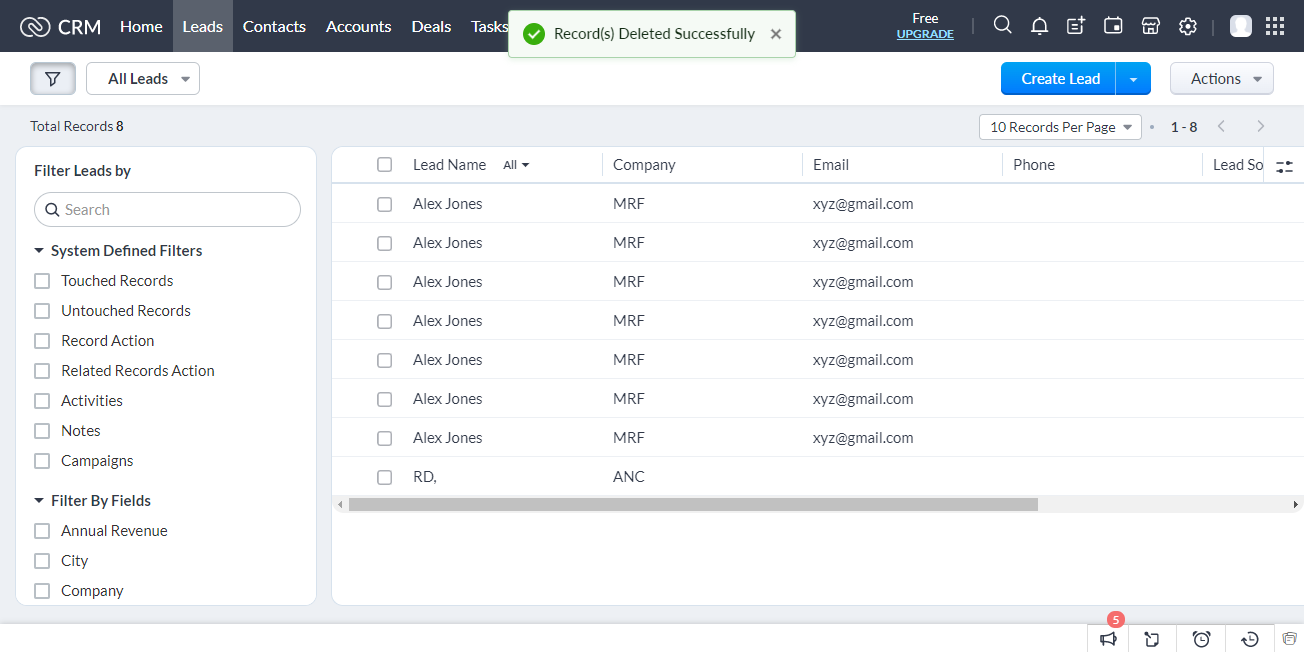 CRM Home Leads Contacts Accounts Deals Tasks Record(s) Deleted Successfully Free
UPGRADE
All Leads Create Lead Actions
Total Records 8 10 Records Per Page 1 - 8
Filter Leads by
Search
System Defined Filters
Touched Records
Untouched Records
Record Action
Related Records Action
Activities
Notes
Campaigns
Filter By Fields
Annual Revenue
City
Company
Lead Name All Company Email Phone Lead So
Alex Jones MRF xyz@gmail.com
Alex Jones MRF xyz@gmail.com
Alex Jones MRF xyz@gmail.com
Alex Jones MRF xyz@gmail.com
Alex Jones MRF xyz@gmail.com
Alex Jones MRF xyz@gmail.com
Alex Jones MRF xyz@gmail.com
RD, ANC
5